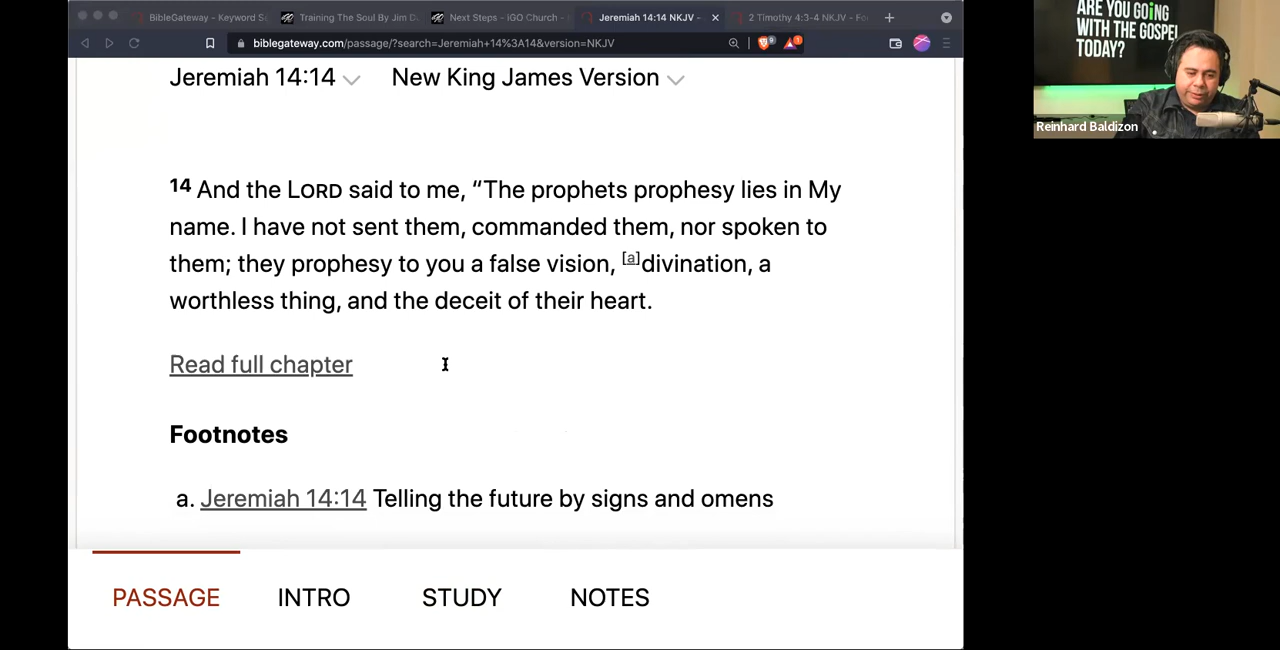 BibleGateway - Keyword S
Training The Soul By Jim D
Next Steps - iGO Church -
Jeremiah 14:14 NKJV -
2 Timothy 4:3-4 NKJV - Fo
biblegateway.com/passage/?search=Jeremiah+14%3A14&version=NKJV
9
1
Jeremiah 14:14
New King James Version
14 And the LORD said to me, “The prophets prophesy lies in My
name. I have not sent them, commanded them, nor spoken to
them; they prophesy to you a false vision, [a]divination, a
worthless thing, and the deceit of their heart.
Read full chapter
Footnotes
a. Jeremiah 14:14 Telling the future by signs and omens
PASSAGE
INTRO
STUDY
NOTES
ARE YOU GOiNG
WITH THE GOSPEL
TODAY?
Reinhard Baldizon